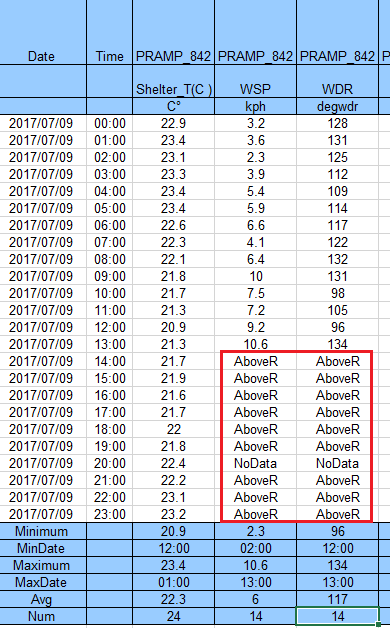 Date Time PRAMP_842 PRAMP_842 PRAMP_842 P
Shelter_T(C ) WSP WDR
C° kph degwdr
2017/07/09 00:00 22.9 3.2 128
2017/07/09 01:00 23.4 3.6 131
2017/07/09 02:00 23.1 2.3 125
2017/07/09 03:00 23.3 3.9 112
2017/07/09 04:00 23.4 5.4 109
2017/07/09 05:00 23.4 5.9 114
2017/07/09 06:00 22.6 6.6 117
2017/07/09 07:00 22.3 4.1 122
2017/07/09 08:00 22.1 6.4 132
2017/07/09 09:00 21.8 10 131
2017/07/09 10:00 21.7 7.5 98
2017/07/09 11:00 21.3 7.2 105
2017/07/09 12:00 20.9 9.2 96
2017/07/09 13:00 21.3 10.6 134
2017/07/09 14:00 21.7 AboveR AboveR
2017/07/09 15:00 21.9 AboveR AboveR
2017/07/09 16:00 21.6 AboveR AboveR
2017/07/09 17:00 21.7 AboveR AboveR
2017/07/09 18:00 22 AboveR AboveR
2017/07/09 19:00 21.8 AboveR AboveR
2017/07/09 20:00 22.4 NoData NoData
2017/07/09 21:00 22.2 AboveR AboveR
2017/07/09 22:00 23.1 AboveR AboveR
2017/07/09 23:00 23.2 AboveR AboveR
Minimum 20.9 2.3 96
MinDate 12:00 02:00 12:00
Maximum 23.4 10.6 134
MaxDate 01:00 13:00 13:00
Avg 22.3 6 117
Num 24 14 14